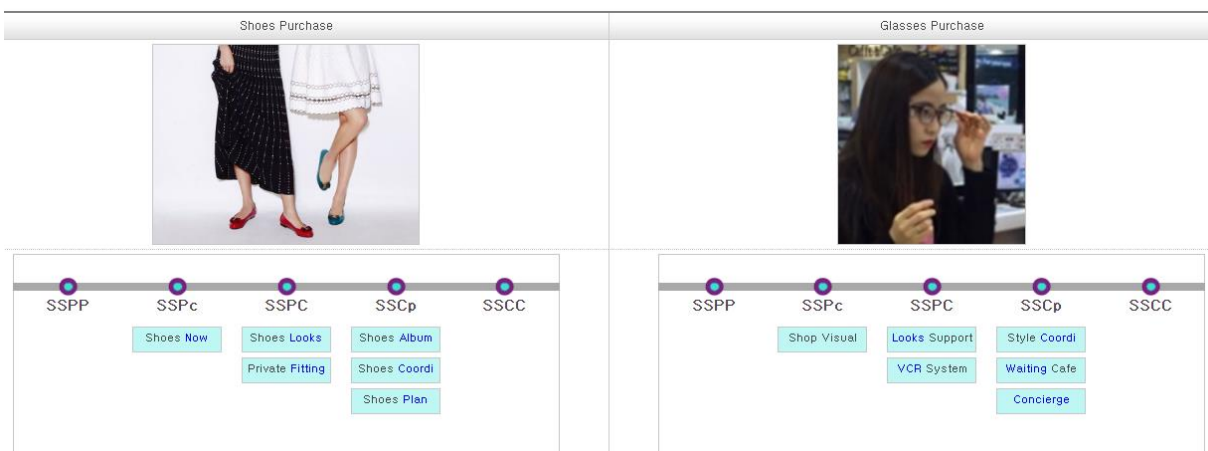 Shoes Purchase
Glasses Purchase
SSPP SSPc SSPC SSCp SSCC
Shoes Now Shoes Looks Shoes Album
Private Fitting Shoes Coordi
Shoes Plan
SSPP SSPc SSPC SSCp SSCC
Shop Visual Looks Support Style Coordi
VCR System Waiting Cafe
Concierge